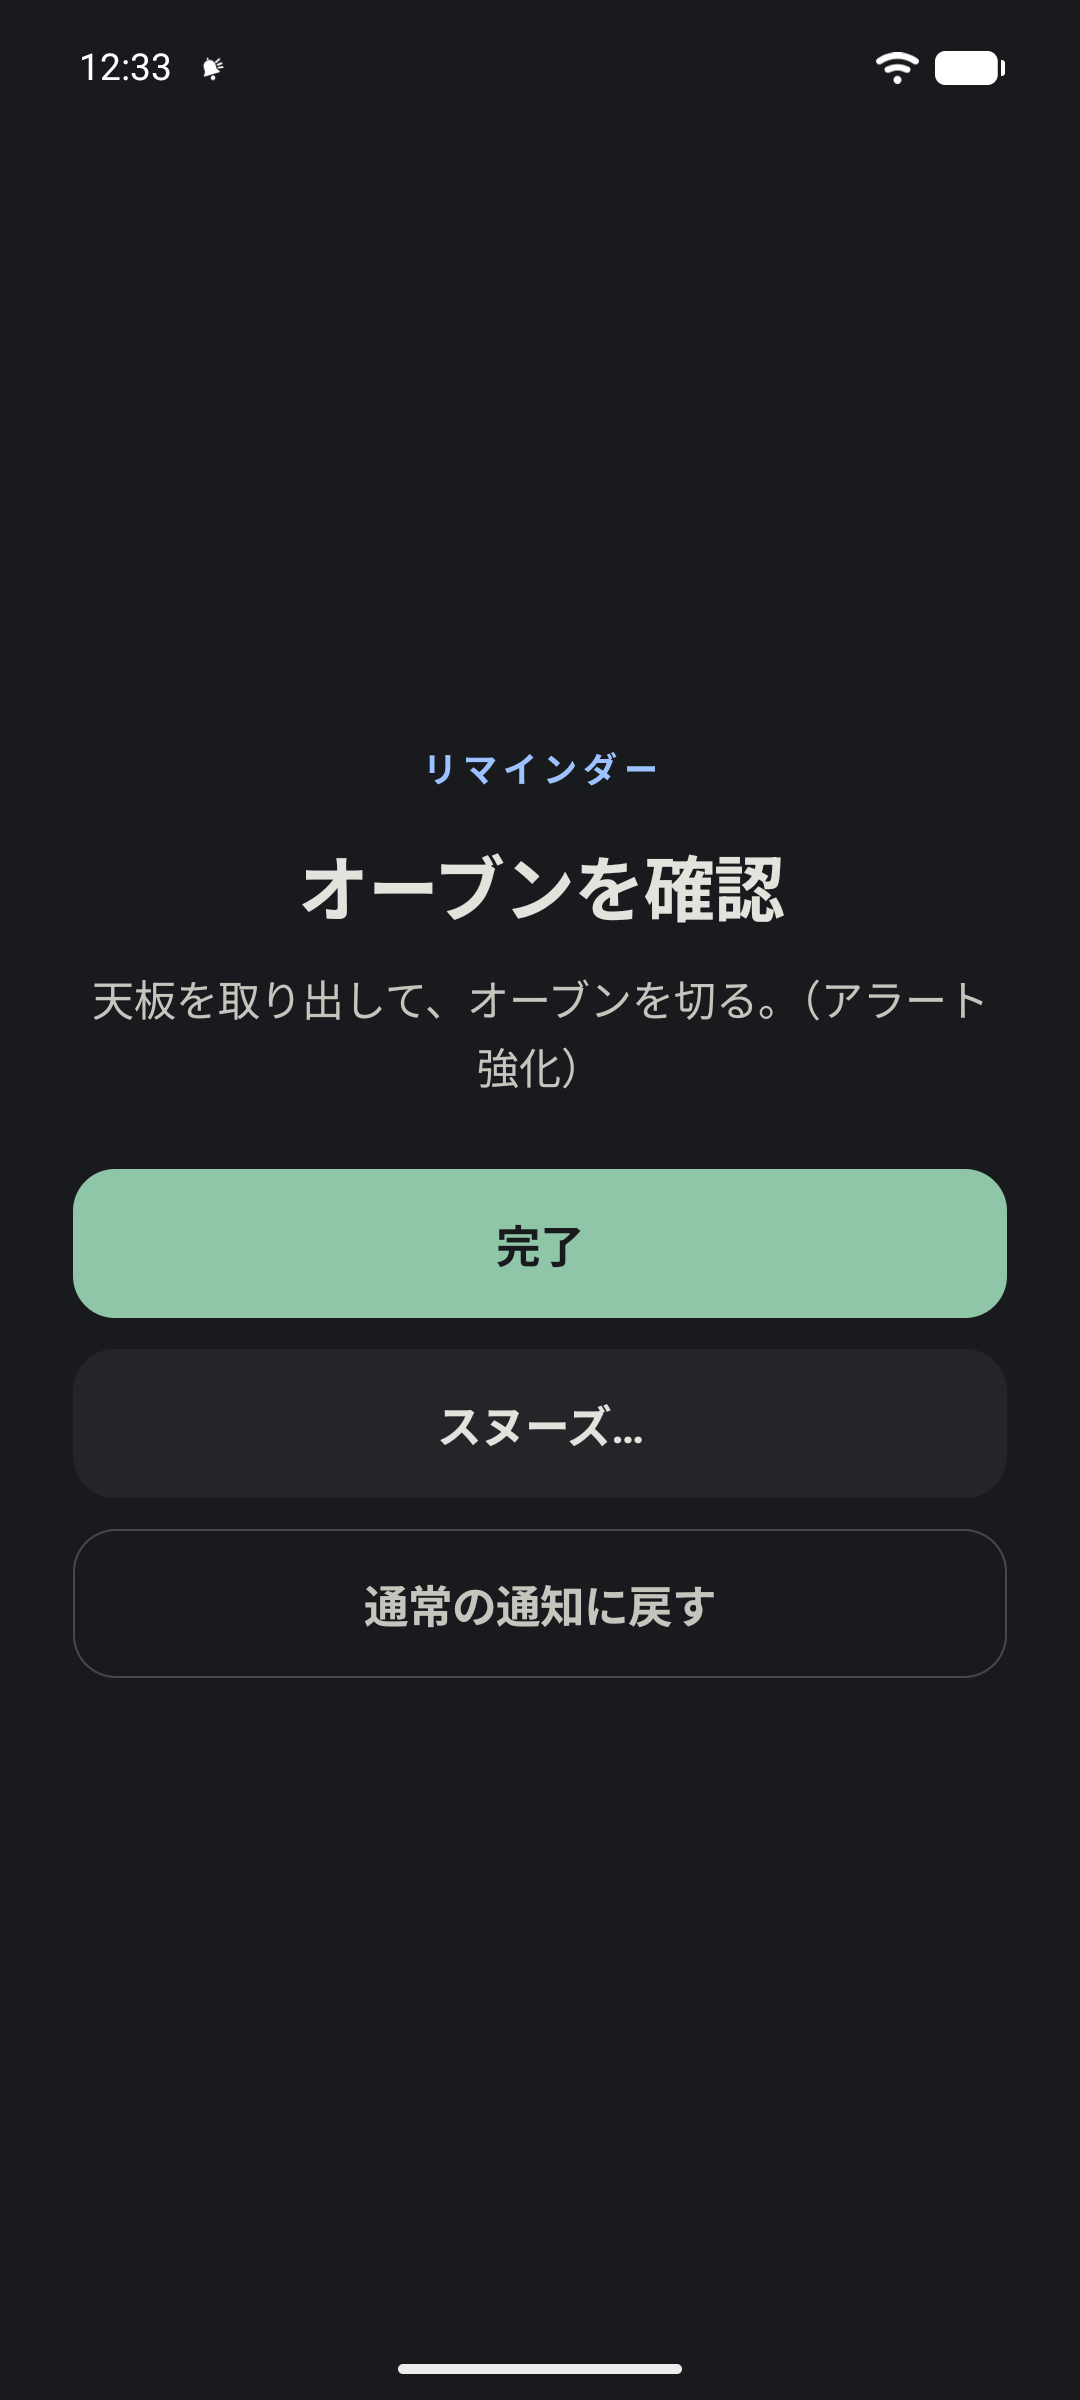 12:33
リマインダー
オーブンを確認
天板を取り出して、オーブンを切る。（アラート
強化）
完了
スヌーズ…
通常の通知に戻す